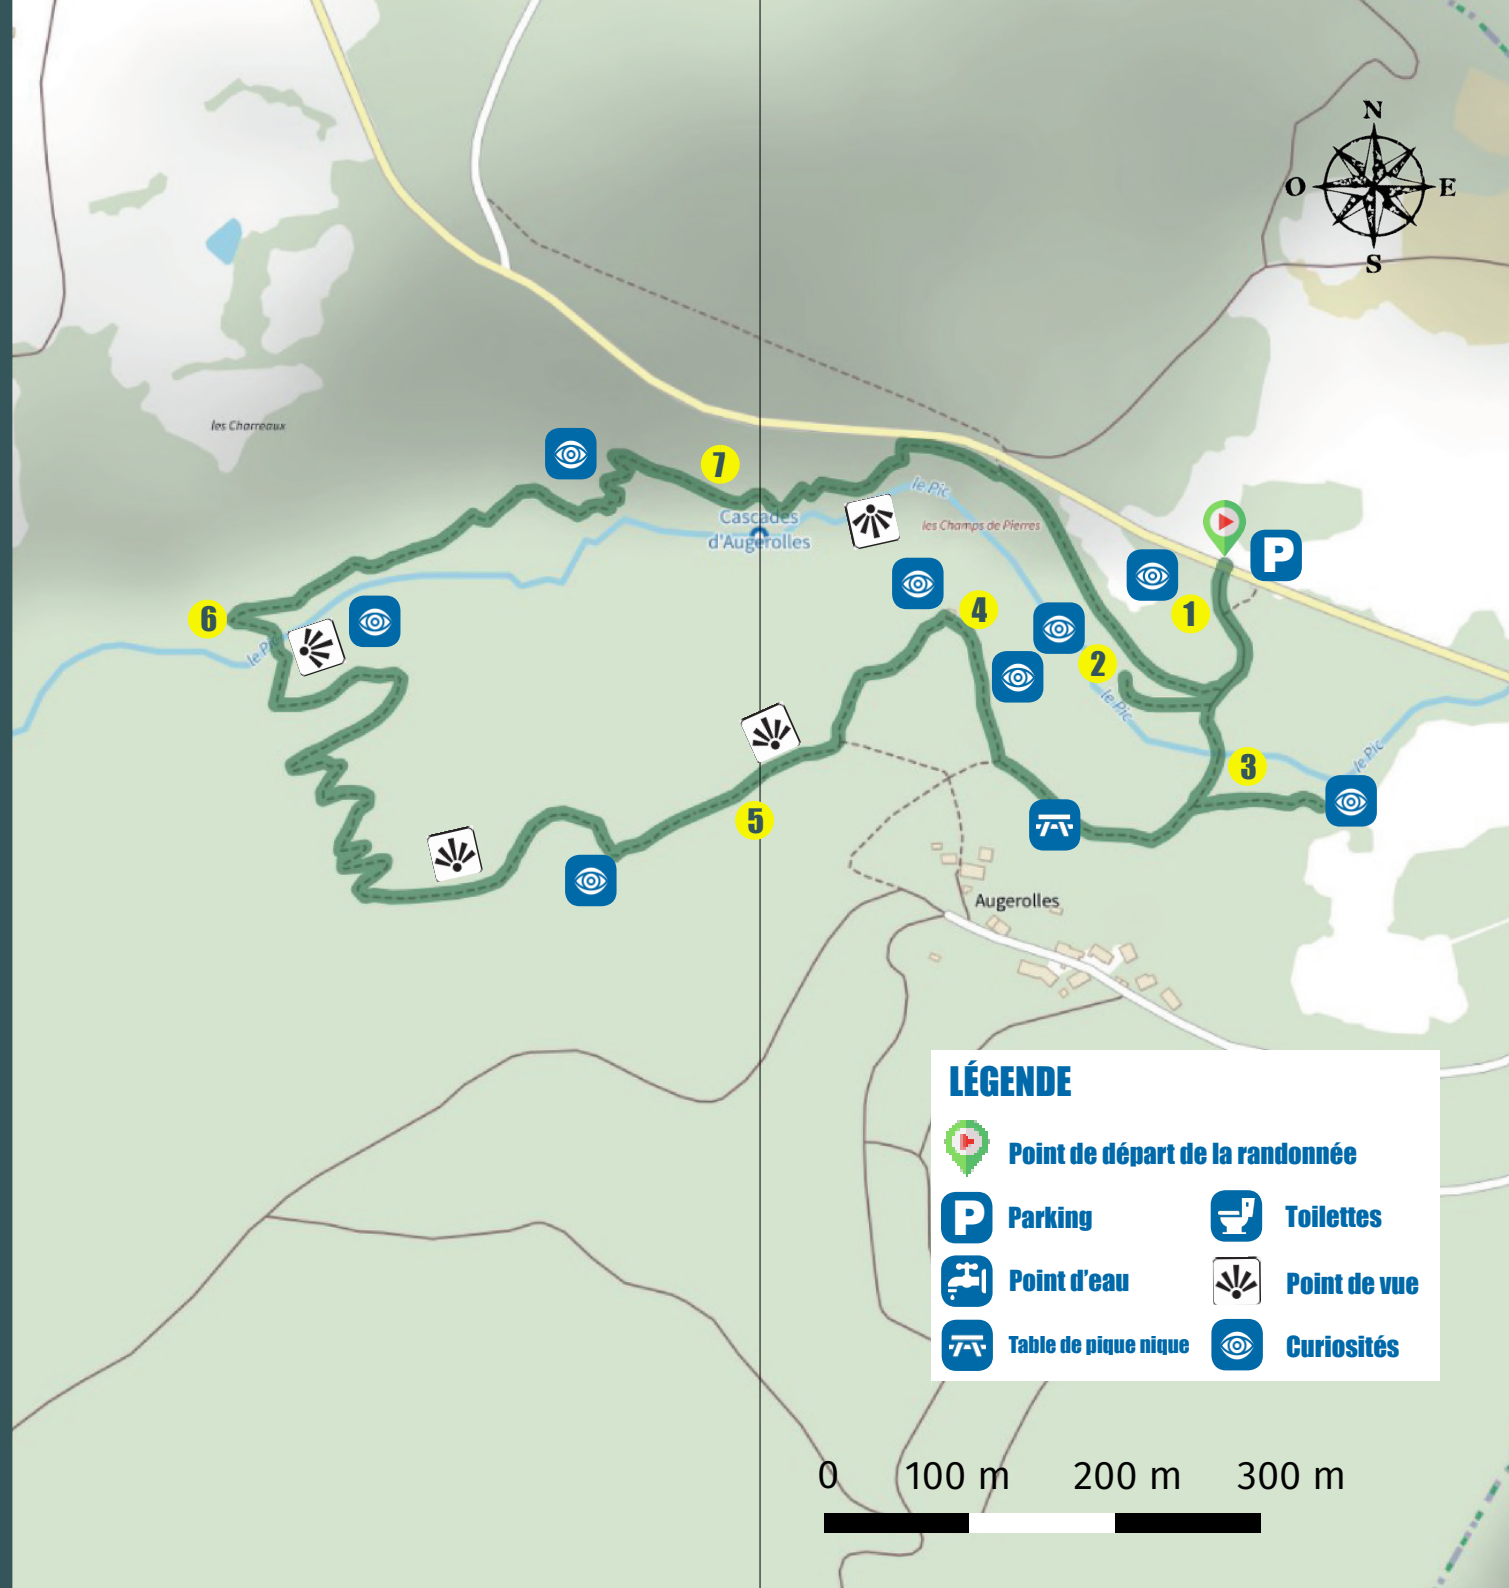 N
O
E
S
les Charreaux
7
le Pic
Cascades
d'Augerolles
les Champs de Pierres
P
1
4
6
2
le Pic
le Pic
3
le Pic
5
Augerolles
LÉGENDE
Point de départ de la randonnée
P
Parking
Toilettes
Point d'eau
Point de vue
Table de pique nique
Curiosités
0
100 m
200 m
300 m